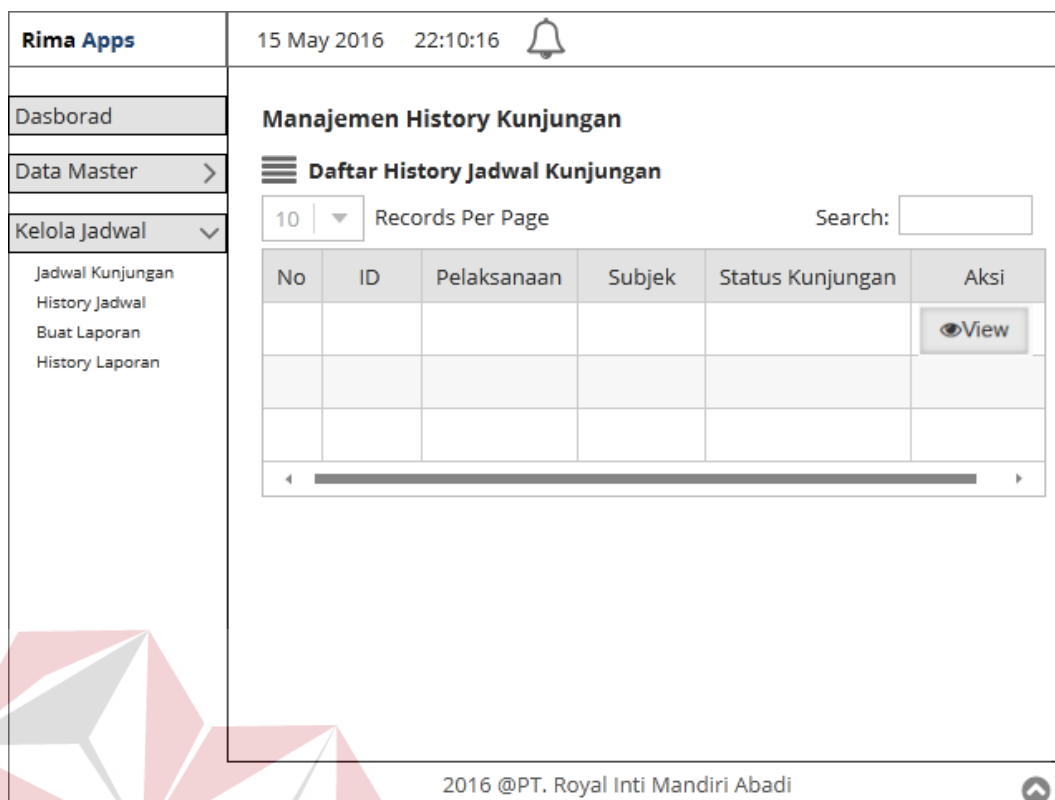 Rima Apps
15 May 2016 22:10:16
Dasborad
Data Master
Kelola Jadwal
Jadwal Kunjungan
History Jadwal
Buat Laporan
History Laporan
Manajemen History Kunjungan
Daftar History Jadwal Kunjungan
10 Records Per Page Search:
No ID Pelaksanaan Subjek Status Kunjungan Aksi
View
2016 @PT. Royal Inti Mandiri Abadi